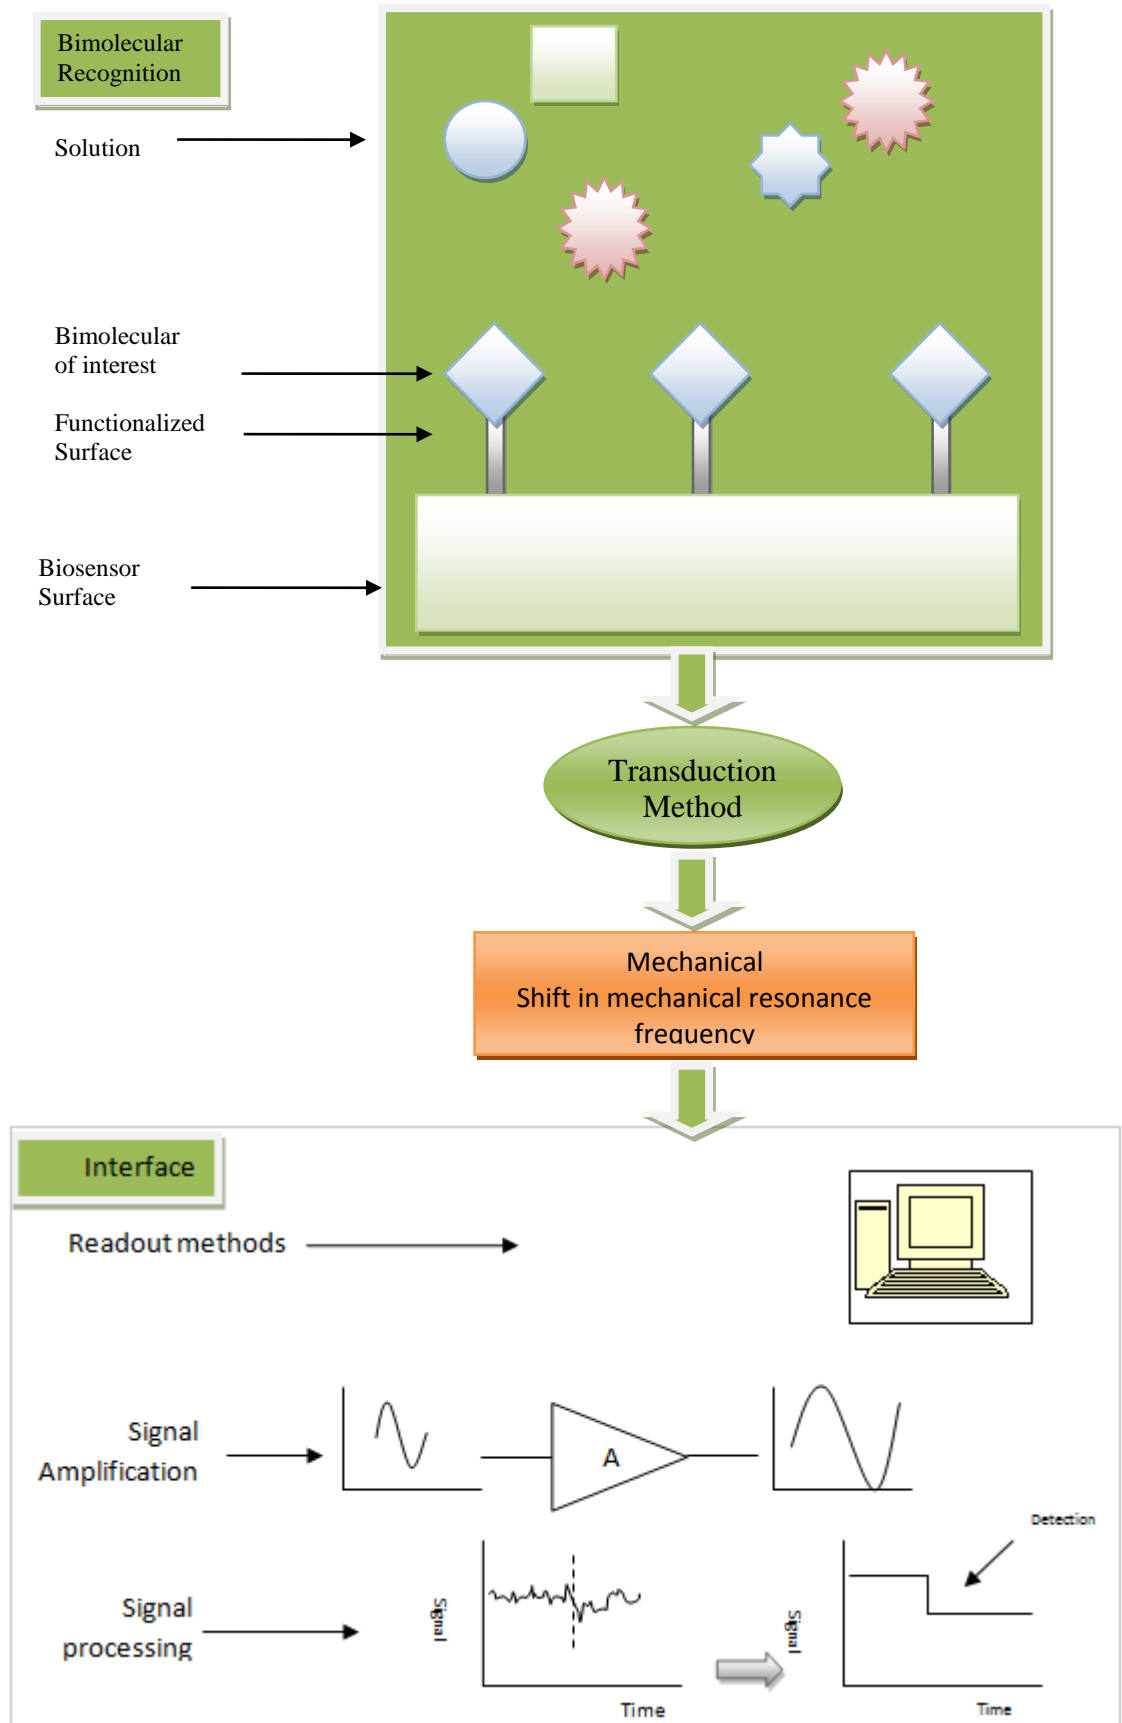 Bimolecular
Recognition
Solution
Bimolecular
of interest
Functionalized
Surface
Biosensor
Surface
Transduction
Method
Mechanical
Shift in mechanical resonance
frequency
Interface
Readout methods
Signal
Amplification
A
Detection
Signal
processing
Signal
Time
Signal
Time